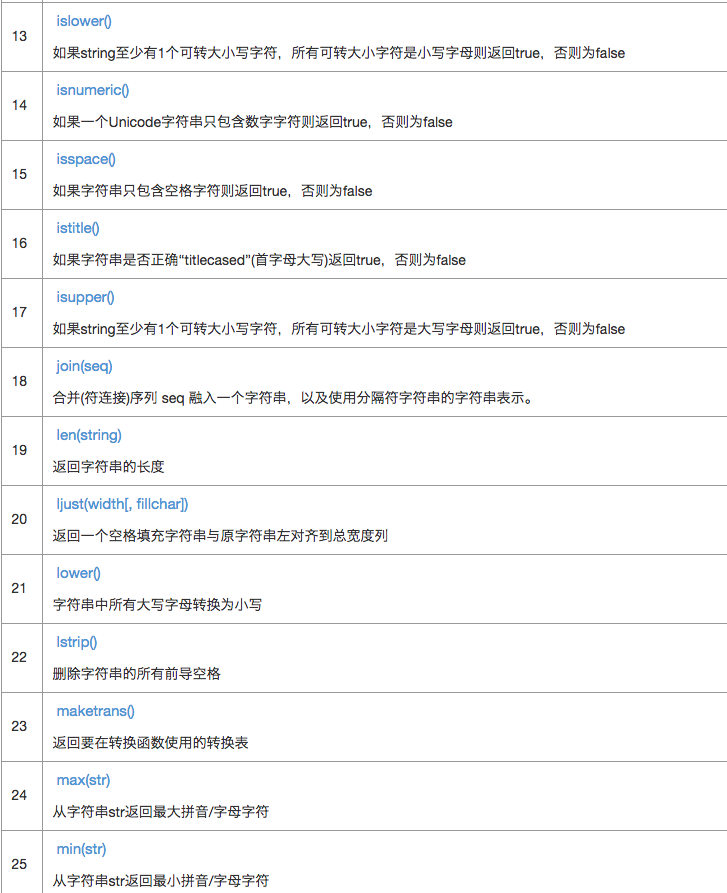 13
islower()
如果string至少有1个可转大小写字符，所有可转大小字符是小写字母则返回true，否则为false
14
isnumeric()
如果一个Unicode字符串只包含数字字符则返回true，否则为false
15
isspace()
如果字符串只包含空格字符则返回true，否则为false
16
istitle()
如果字符串是否正确“titlecased”(首字母大写)返回true，否则为false
17
isupper()
如果string至少有1个可转大小写字符，所有可转大小字符是大写字母则返回true，否则为false
18
join(seq)
合并(符连接)序列 seq 融入一个字符串，以及使用分隔符字符串的字符串表示。
19
len(string)
返回字符串的长度
20
ljust(width[, fillchar])
返回一个空格填充字符串与原字符串左对齐到总宽度列
21
lower()
字符串中所有大写字母转换为小写
22
lstrip()
删除字符串的所有前导空格
23
maketrans()
返回要在转换函数使用的转换表
24
max(str)
从字符串str返回最大拼音/字母字符
25
min(str)
从字符串str返回最小拼音/字母字符